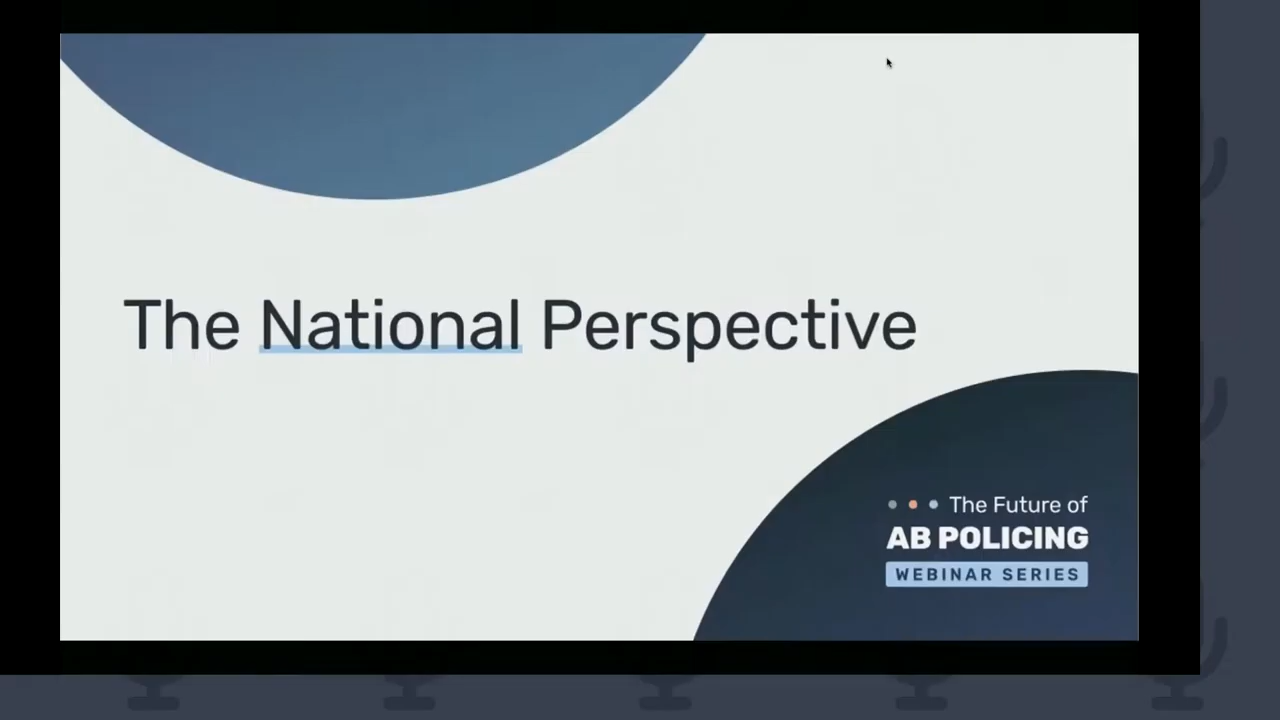 The National Perspective
The Future of
AB POLICING
WEBINAR SERIES